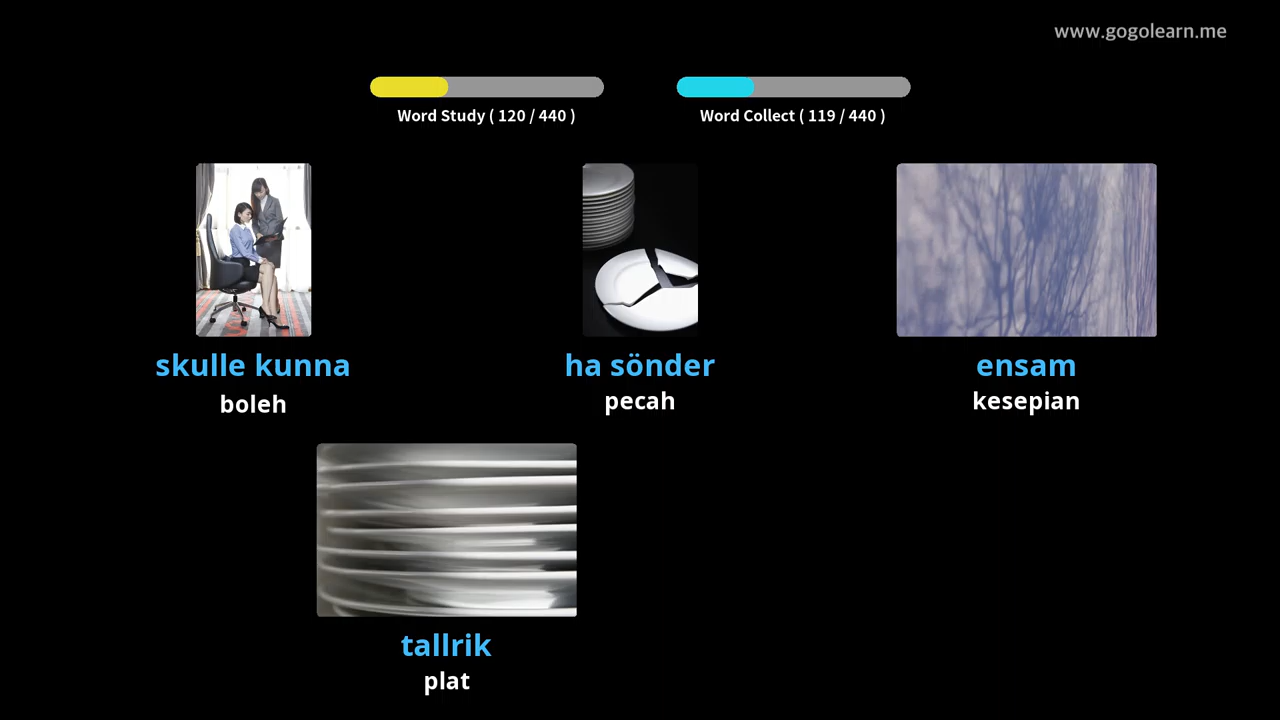 www.gogolearn.me
Word Study ( 120 / 440 )
Word Collect ( 119 / 440 )
skulle kunna
boleh
ha sönder
pecah
ensam
kesepian
tallrik
plat